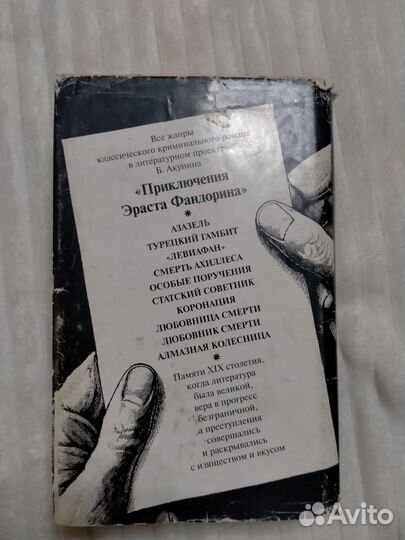 Все жанры
классического криминального романа
в литературном проекте
Б. Акунина
«Приключения
Эраста Фандорина»
*
АЗАЗЕЛЬ
ТУРЕЦКИЙ ГАМБИТ
«ЛЕВИАФАН»
СМЕРТЬ АХИЛЛЕСА
ОСОБЫЕ ПОРУЧЕНИЯ
СТАТСКИЙ СОВЕТНИК
КОРОНАЦИЯ
ЛЮБОВНИЦА СМЕРТИ
ЛЮБОВНИК СМЕРТИ
АЛМАЗНАЯ КОЛЕСНИЦА
*
Памяти XIX столетия,
когда литература
была великой,
вера в прогресс
безграничной,
а преступления
совершались
и раскрывались
с изяществом и вкусом
Avito